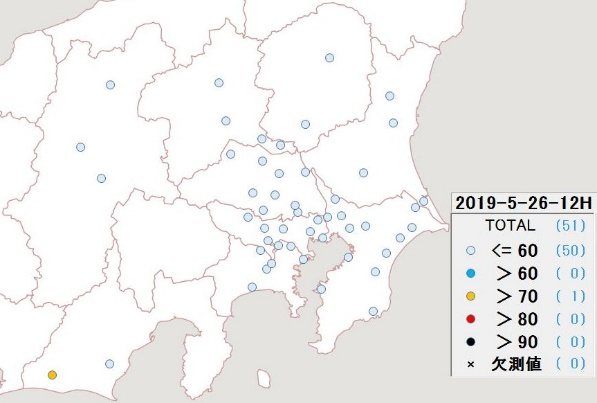 2019-5-26-12H
TOTAL (51)
<= 60 (50)
> 60 ( 0)
> 70 ( 1)
> 80 ( 0)
> 90 ( 0)
× 欠測値 ( 0)